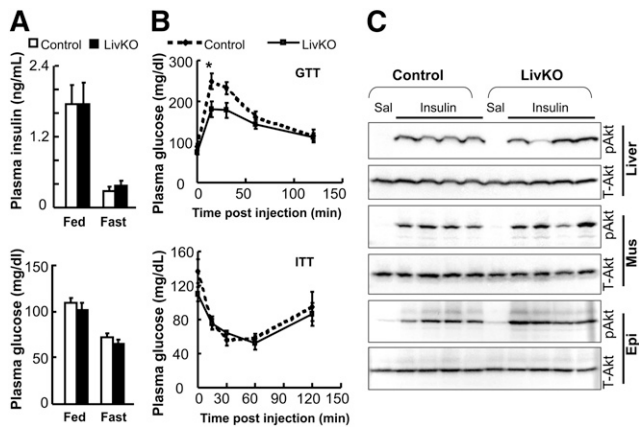 A
Control LivKO
Plasma insulin (ng/mL)
2.4
1.2
0
Fed Fast
Plasma glucose (mg/dl)
150
100
50
0
Fed Fast
B
Control LivKO
Plasma glucose (mg/dl)
300
200
100
0
*
GTT
0 50 100 150
Time post injection (min)
Plasma glucose (mg/dL)
160
120
80
40
0
ITT
0 30 60 90 120 150
Time post injection (min)
C
Control LivKO
Sal Insulin Sal Insulin
pAkt
T-Akt
Liver
pAkt
T-Akt
Mus
pAkt
T-Akt
Epi